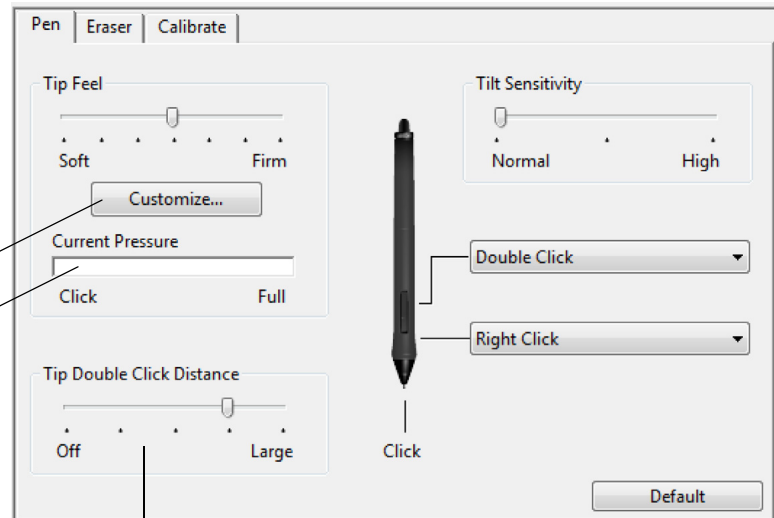 Pen Eraser Calibrate
Tip Feel
Soft Firm
Customize...
Current Pressure
Click Full
Tip Double Click Distance
Off Large
Tilt Sensitivity
Normal High
Double Click
Right Click
Click
Default